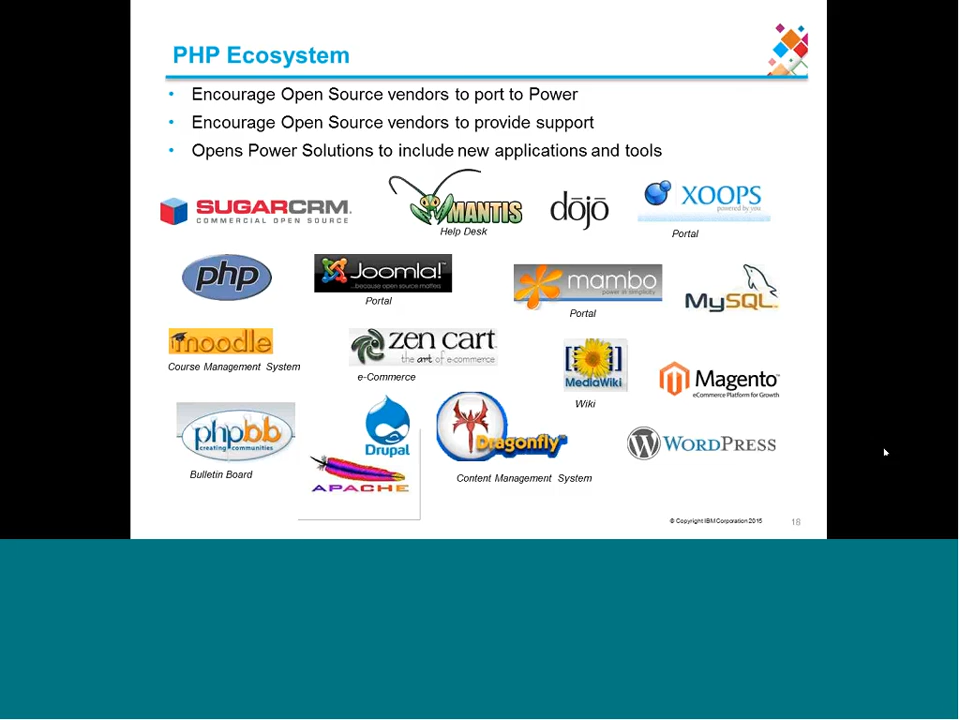 PHP Ecosystem
• Encourage Open Source vendors to port to Power
• Encourage Open Source vendors to provide support
• Opens Power Solutions to include new applications and tools
SUGARCRM.
COMMERCIAL OPEN SOURCE
MANTIS
Help Desk
dōjō
XOOPS
powered by you
Portal
php
Joomla!™
...because open source matters
Portal
mambo
power in simplicity
Portal
MySQL
moodle
Course Management System
zen cart
the art of e-commerce
e-Commerce
MediaWiki
Wiki
Magento™
eCommerce Platform for Growth
phpbb
creating communities
Bulletin Board
Drupal
APACHE
Dragonfly™
Content Management System
WORDPRESS
© Copyright IBM Corporation 2015
18